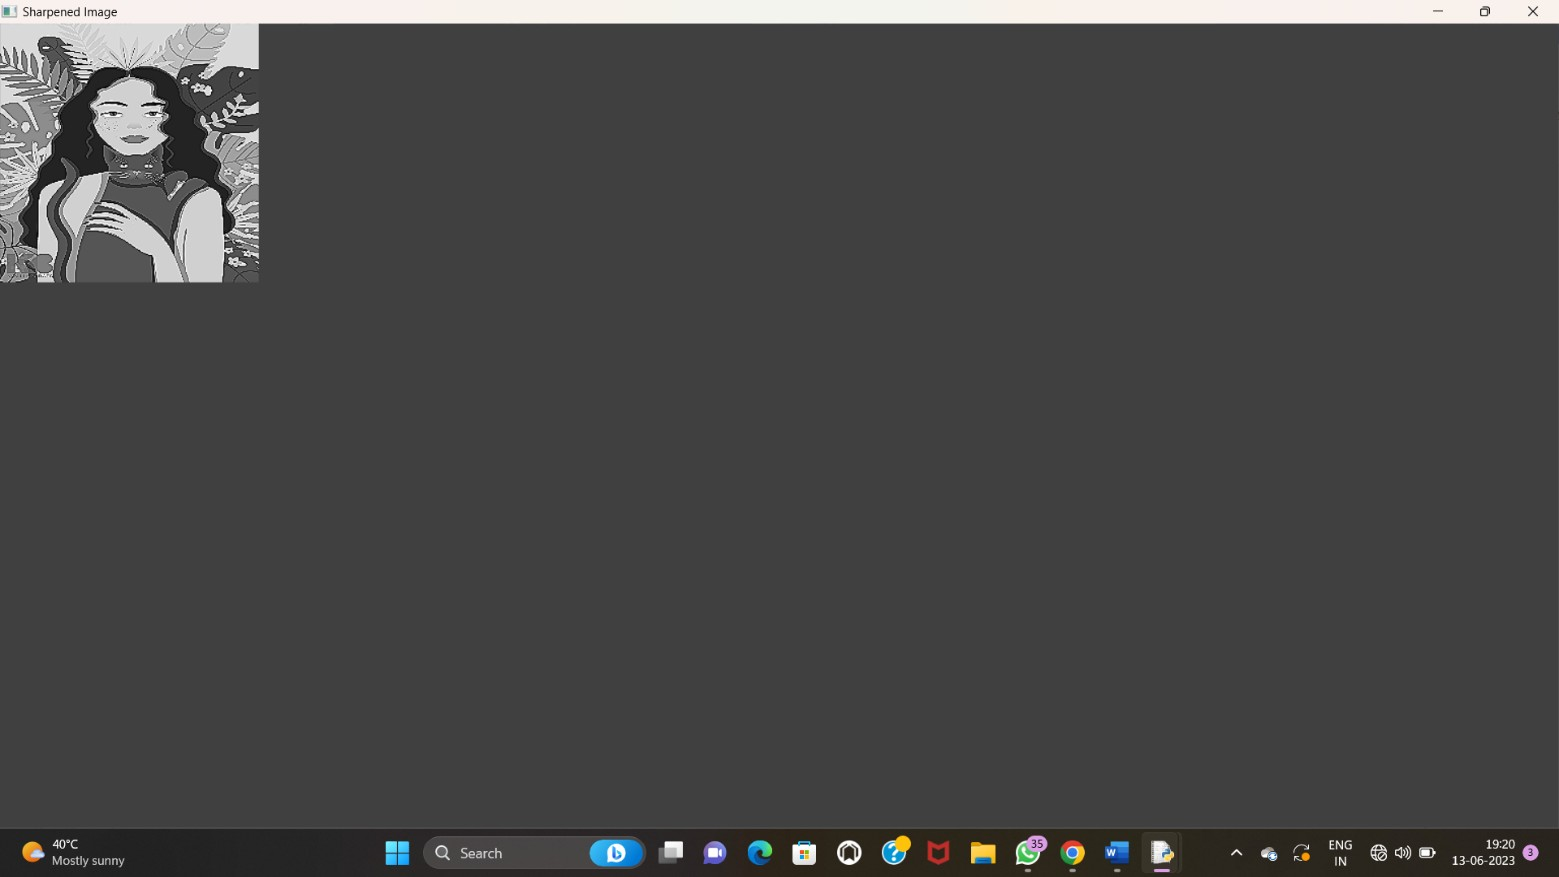 Sharpened Image
40°C
Mostly sunny
Search
35
ENG
IN
19:20
13-06-2023
3